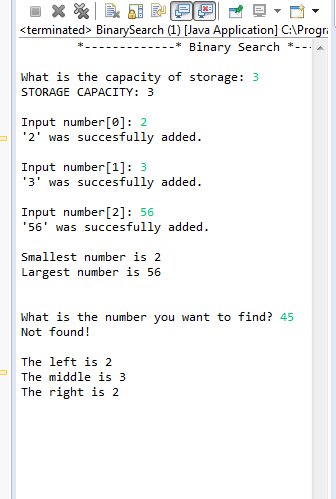 <terminated> BinarySearch (1) [Java Application] C:\Progra
*-------------* Binary Search *--
What is the capacity of storage: 3
STORAGE CAPACITY: 3
Input number[0]: 2
'2' was succesfully added.
Input number[1]: 3
'3' was succesfully added.
Input number[2]: 56
'56' was succesfully added.
Smallest number is 2
Largest number is 56
What is the number you want to find? 45
Not found!
The left is 2
The middle is 3
The right is 2